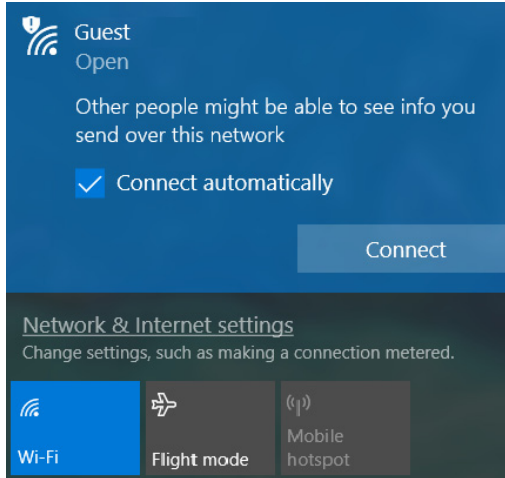 Guest
Open
Other people might be able to see info you
send over this network
Connect automatically
Connect
Network & Internet settings
Change settings, such as making a connection metered.
Wi-Fi
Flight mode
Mobile
hotspot